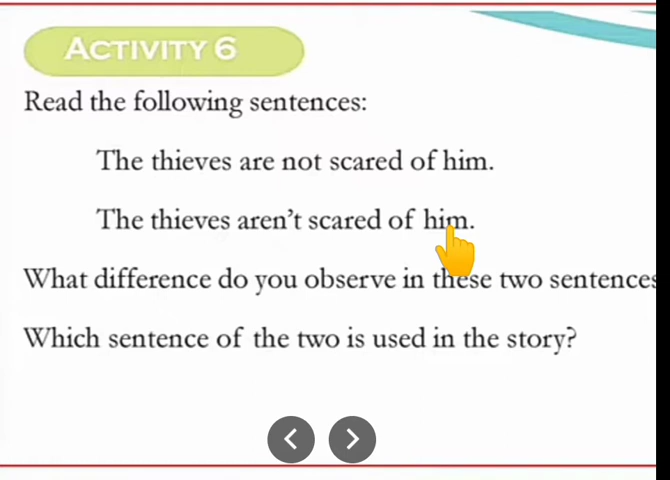 ACTIVITY 6
Read the following sentences:
The thieves are not scared of him.
The thieves aren't scared of him.
What difference do you observe in these two sentences
Which sentence of the two is used in the story?